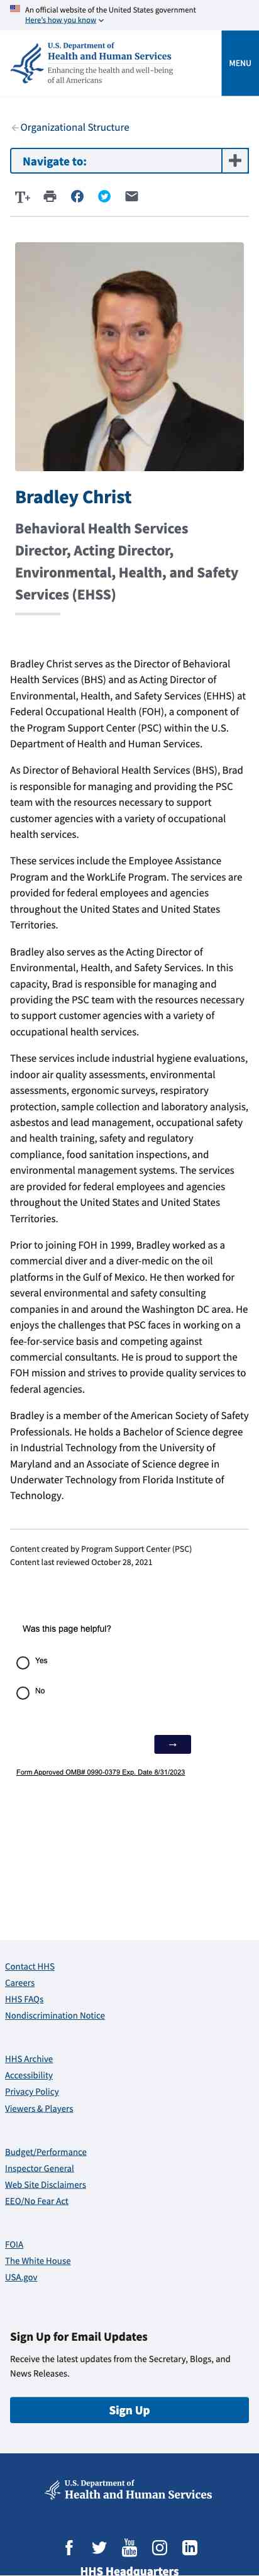 An official website of the United States government
Here's how you know
U.S. Department of
Health and Human Services
Enhancing the health and well-being
of all Americans
MENU
Organizational Structure
Navigate to:
T+
Bradley Christ
Behavioral Health Services
Director, Acting Director,
Environmental, Health, and Safety
Services (EHSS)
Bradley Christ serves as the Director of Behavioral
Health Services (BHS) and as Acting Director of
Environmental, Health, and Safety Services (EHHS) at
Federal Occupational Health (FOH), a component of
the Program Support Center (PSC) within the U.S.
Department of Health and Human Services.
As Director of Behavioral Health Services (BHS), Brad
is responsible for managing and providing the PSC
team with the resources necessary to support
customer agencies with a variety of occupational
health services.
These services include the Employee Assistance
Program and the WorkLife Program. The services are
provided for federal employees and agencies
throughout the United States and United States
Territories.
Bradley also serves as the Acting Director of
Environmental, Health, and Safety Services. In this
capacity, Brad is responsible for managing and
providing the PSC team with the resources necessary
to support customer agencies with a variety of
occupational health services.
These services include industrial hygiene evaluations,
indoor air quality assessments, environmental
assessments, ergonomic surveys, respiratory
protection, sample collection and laboratory analysis,
asbestos and lead management, occupational safety
and health training, safety and regulatory
compliance, food sanitation inspections, and
environmental management systems. The services
are provided for federal employees and agencies
throughout the United States and United States
Territories.
Prior to joining FOH in 1999, Bradley worked as a
commercial diver and a diver-medic on the oil
platforms in the Gulf of Mexico. He then worked for
several environmental and safety consulting
companies in and around the Washington DC area. He
enjoys the challenges that PSC faces in working on a
fee-for-service basis and competing against
commercial consultants. He is proud to support the
FOH mission and strives to provide quality services to
federal agencies.
Bradley is a member of the American Society of Safety
Professionals. He holds a Bachelor of Science degree
in Industrial Technology from the University of
Maryland and an Associate of Science degree in
Underwater Technology from Florida Institute of
Technology.
Content created by Program Support Center (PSC)
Content last reviewed October 28, 2021
Was this page helpful?
Yes
No
→
Form Approved OMB# 0990-0379 Exp. Date 8/31/2023
Contact HHS
Careers
HHS FAQs
Nondiscrimination Notice
HHS Archive
Accessibility
Privacy Policy
Viewers & Players
Budget/Performance
Inspector General
Web Site Disclaimers
EEO/No Fear Act
FOIA
The White House
USA.gov
Sign Up for Email Updates
Receive the latest updates from the Secretary, Blogs, and
News Releases.
Sign Up
U.S. Department of
Health and Human Services
You
Tube
HHS Headquarters